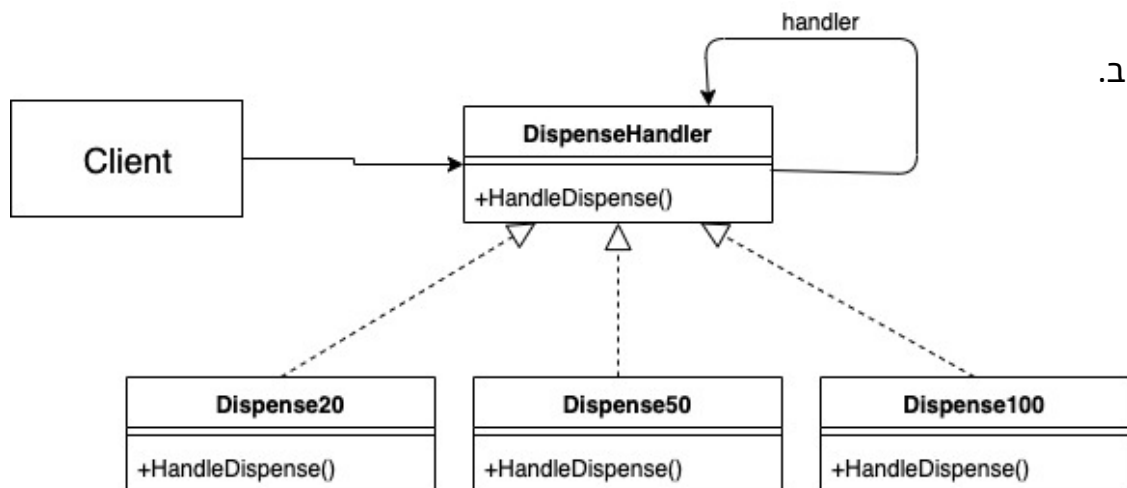 handler
ב.
DispenseHandler
Client
+HandleDispense()
Dispense20
Dispense50
Dispense100
+HandleDispense()
+HandleDispense()
+HandleDispense()